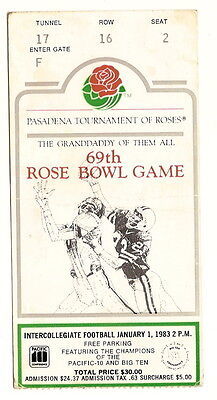 TUNNEL ROW SEAT
17 16 2
ENTER GATE
F
PASADENA TOURNAMENT OF ROSES®
THE GRANDDADDY OF THEM ALL
69th
ROSE BOWL GAME
INTERCOLLEGIATE FOOTBALL JANUARY 1, 1983 2 P.M.
FREE PARKING
FEATURING THE CHAMPIONS
OF THE
PACIFIC-10 AND BIG TEN
TOTAL PRICE $30.00
ADMISSION $24.37 ADMISSION TAX .63 SURCHARGE $5.00
PACIFIC